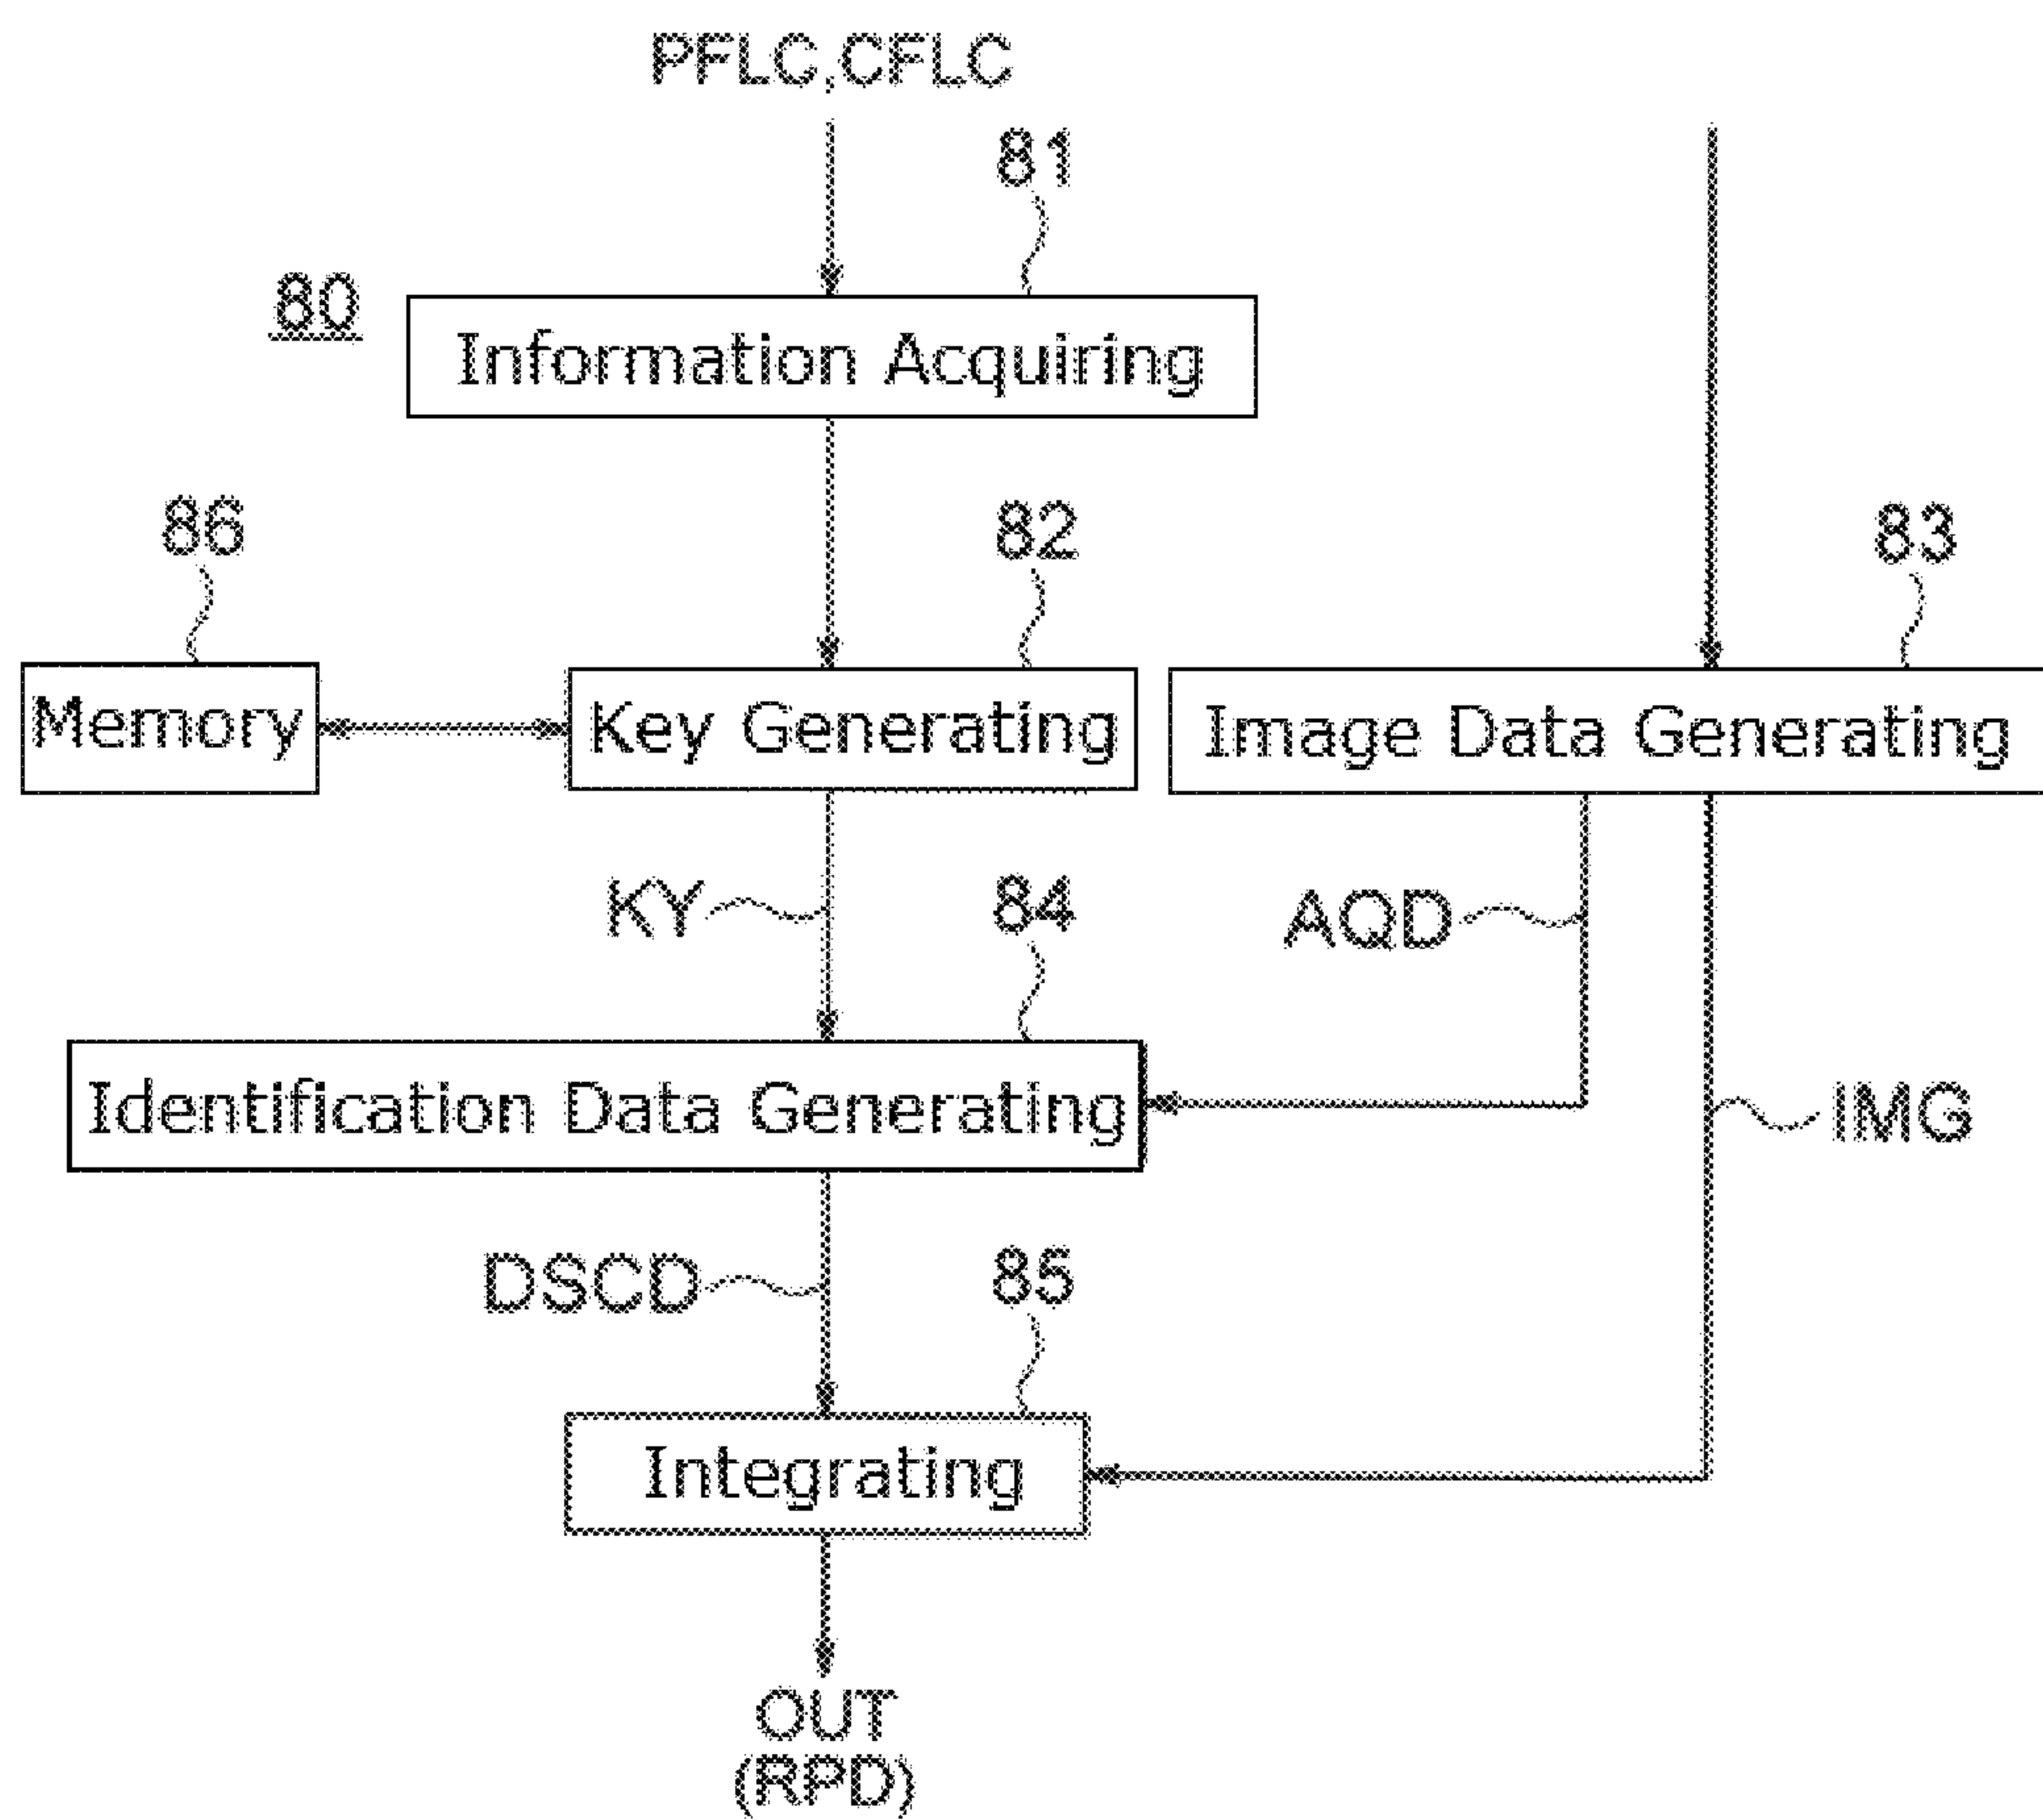 PFLC,CFLC
81
80
Information Acquiring
86
82
83
Memory
Key Generating
Image Data Generating
KY
84
AQD
Identification Data Generating
IMG
DSCD
85
Integrating
OUT
(RPD)